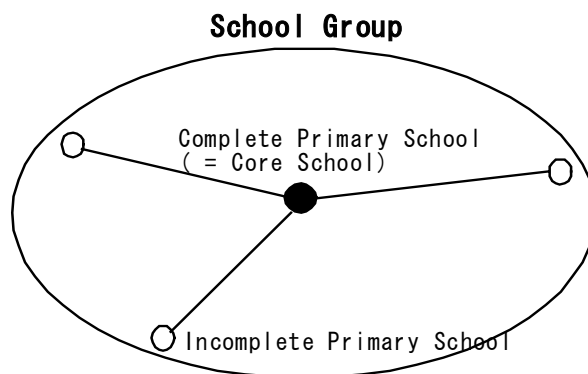 School Group
Complete Primary School
( = Core School)
Incomplete Primary School